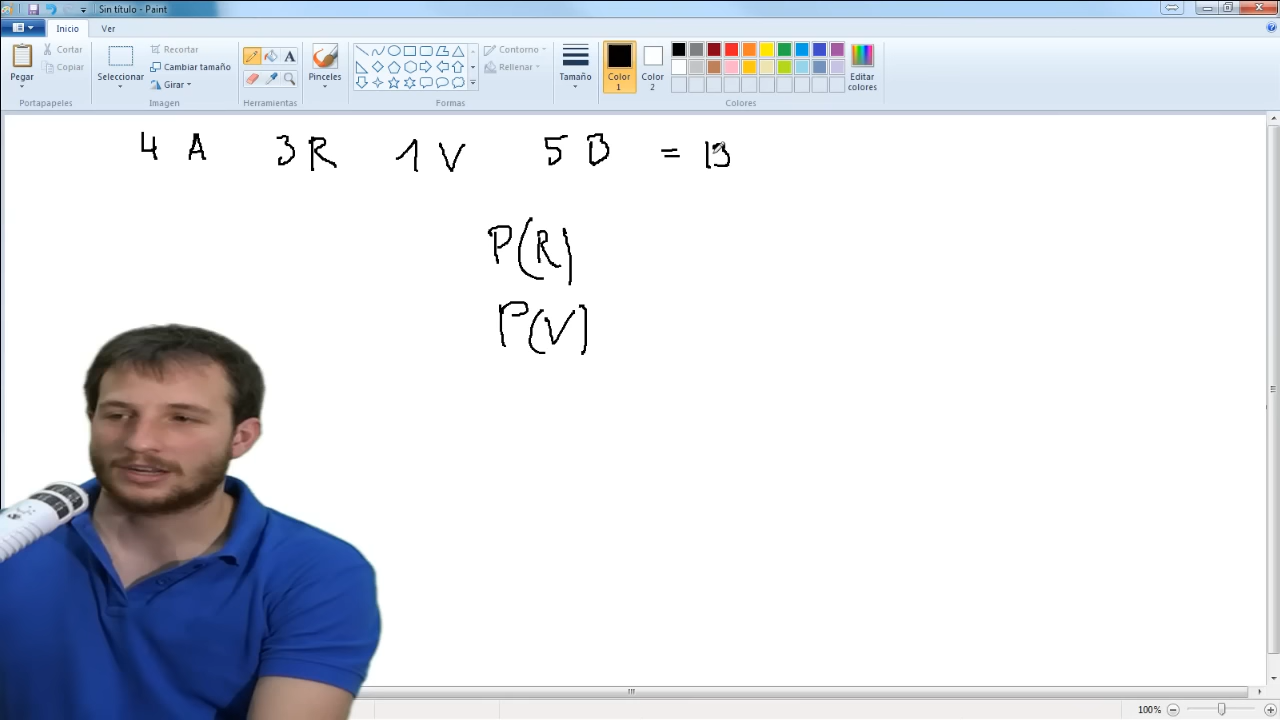 Sin título - Paint
Inicio Ver
Pegar
Cortar
Copiar
Portapapeles
Seleccionar
Recortar
Cambiar tamaño
Girar
Imagen
A
Herramientas
Pinceles
Contorno
Rellenar
Formas
Tamaño
Color 1
Color 2
Editar colores
Colores
4 A 3 R 1 V 5 B = 13
P(R)
P(V)
100%